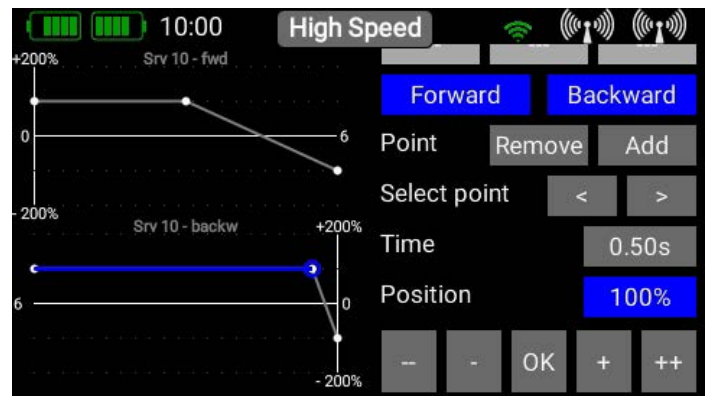 10:00 High Speed
--- ---
+200% Srv 10 - fwd
Forward Backward
0 6 Point Remove Add
Select point < >
- 200%
Srv 10 - backw +200%
Time 0.50s
6 0 Position 100%
-- - OK + ++
- 200%